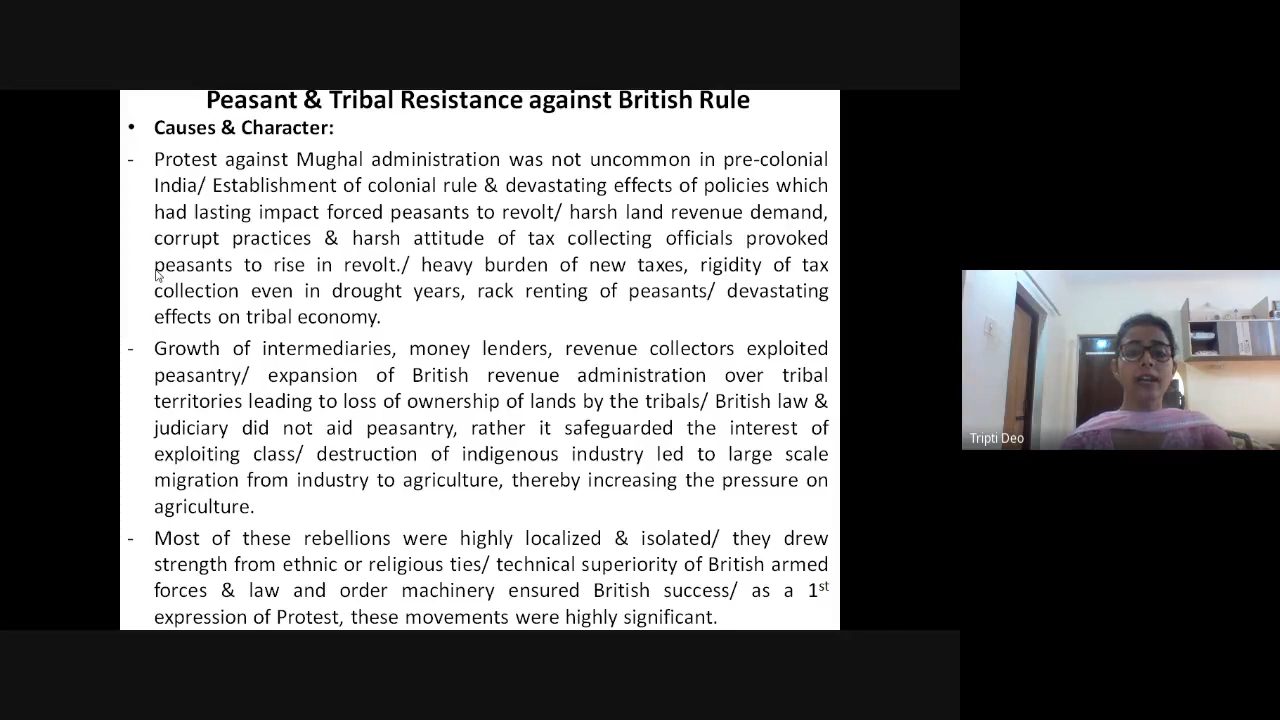 Peasant & Tribal Resistance against British Rule
• Causes & Character:
- Protest against Mughal administration was not uncommon in pre-colonial
India/ Establishment of colonial rule & devastating effects of policies which
had lasting impact forced peasants to revolt/ harsh land revenue demand,
corrupt practices & harsh attitude of tax collecting officials provoked
peasants to rise in revolt./ heavy burden of new taxes, rigidity of tax
collection even in drought years, rack renting of peasants/ devastating
effects on tribal economy.
- Growth of intermediaries, money lenders, revenue collectors exploited
peasantry/ expansion of British revenue administration over tribal
territories leading to loss of ownership of lands by the tribals/ British law &
judiciary did not aid peasantry, rather it safeguarded the interest of
exploiting class/ destruction of indigenous industry led to large scale
migration from industry to agriculture, thereby increasing the pressure on
agriculture.
- Most of these rebellions were highly localized & isolated/ they drew
strength from ethnic or religious ties/ technical superiority of British armed
forces & law and order machinery ensured British success/ as a 1st
expression of Protest, these movements were highly significant.
Tripti Deo